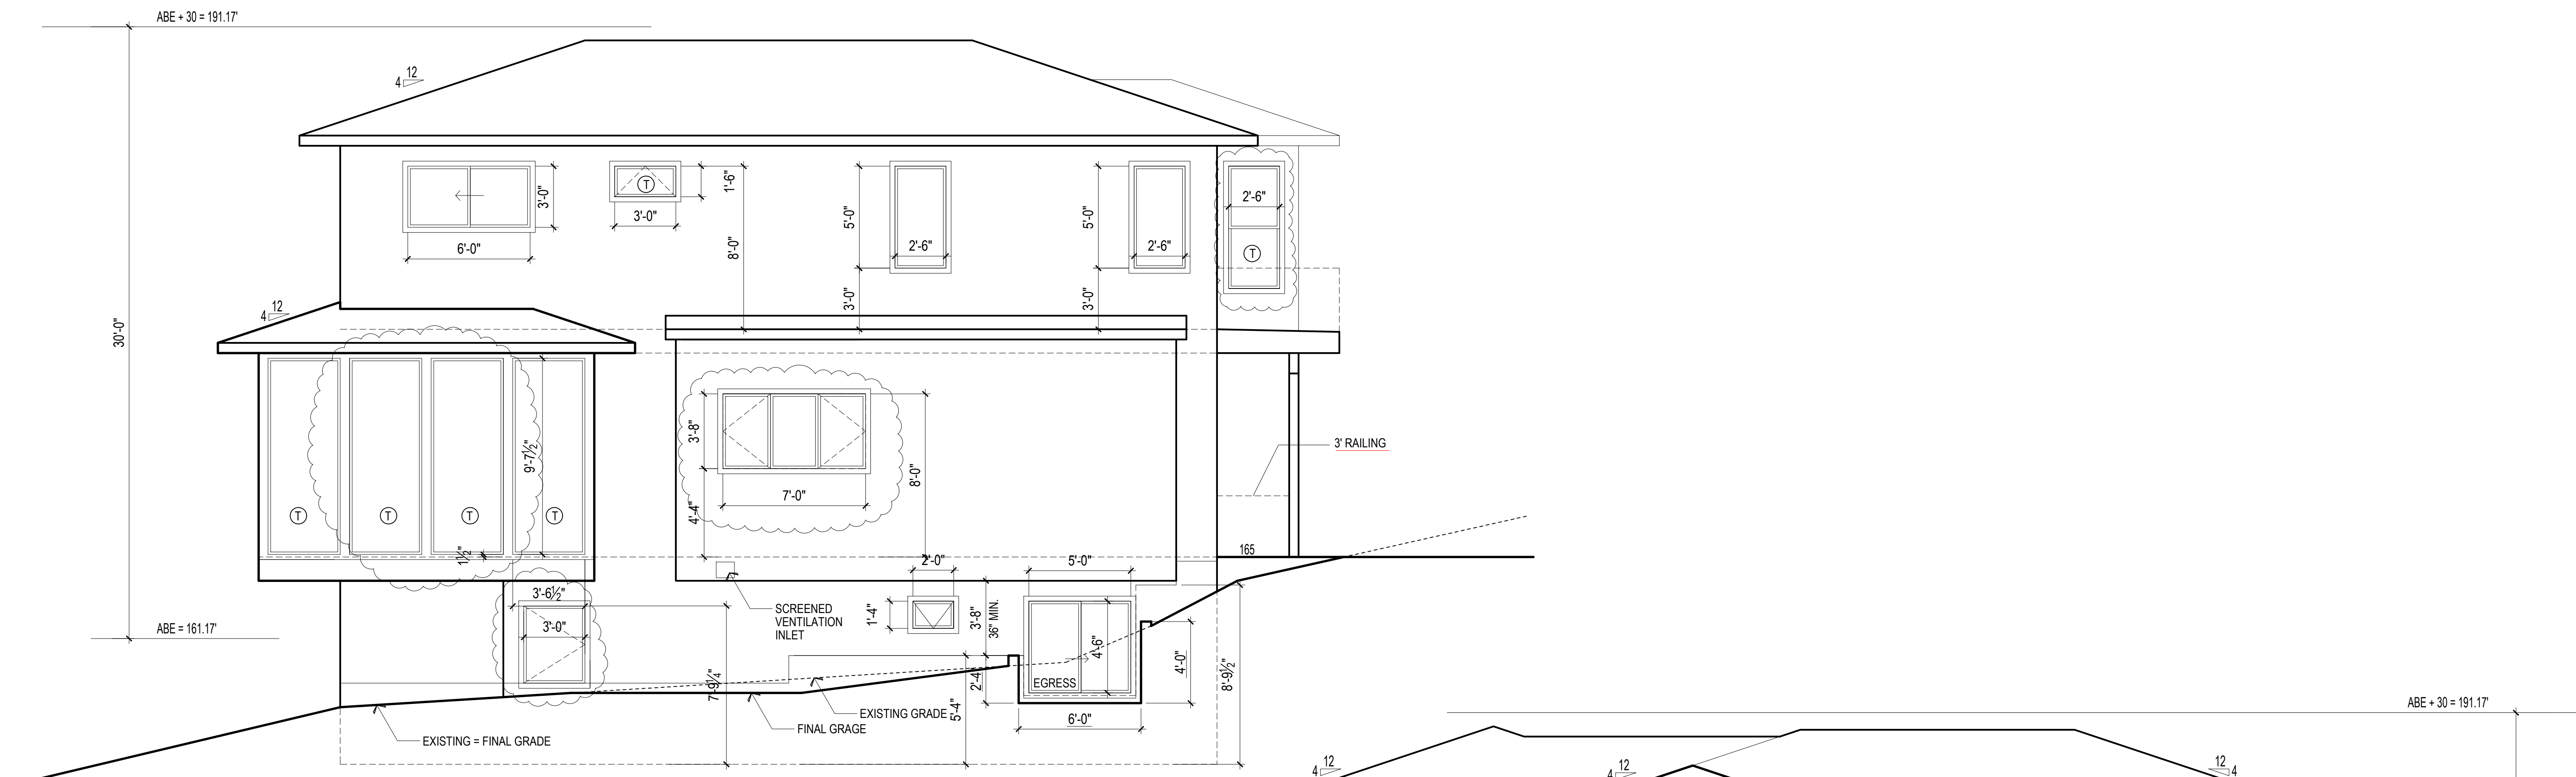 ABE + 30 = 191.17'
12
4
30'-0"
3'-0"
6'-0"
T
3'-0"
1'-6"
8'-0"
5'-0"
2'-6"
3'-0"
5'-0"
2'-6"
3'-0"
2'-6"
T
12
4
9'-7½"
T
T
T
T
1½"
3'-8"
7'-0"
4'-4"
8'-0"
3' RAILING
165
2'-0"
5'-0"
3'-6½"
3'-0"
SCREENED
VENTILATION
INLET
1'-4"
3'-8"
36" MIN.
4'-6"
4'-0"
8'-9½"
ABE = 161.17'
EGRESS
2'-4"
7'-9¼"
5'-4"
6'-0"
EXISTING GRADE
FINAL GRAGE
EXISTING = FINAL GRADE
ABE + 30 = 191.17'
12
4
12
4
12
4